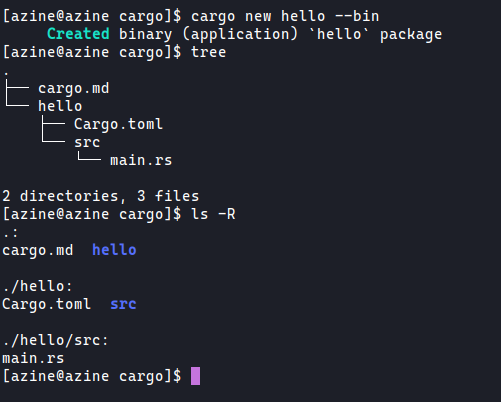 [azine@azine cargo]$ cargo new hello --bin
     Created binary (application) `hello` package
[azine@azine cargo]$ tree
.
├── cargo.md
└── hello
    ├── Cargo.toml
    └── src
        └── main.rs

2 directories, 3 files
[azine@azine cargo]$ ls -R
.:
cargo.md  hello

./hello:
Cargo.toml  src

./hello/src:
main.rs
[azine@azine cargo]$